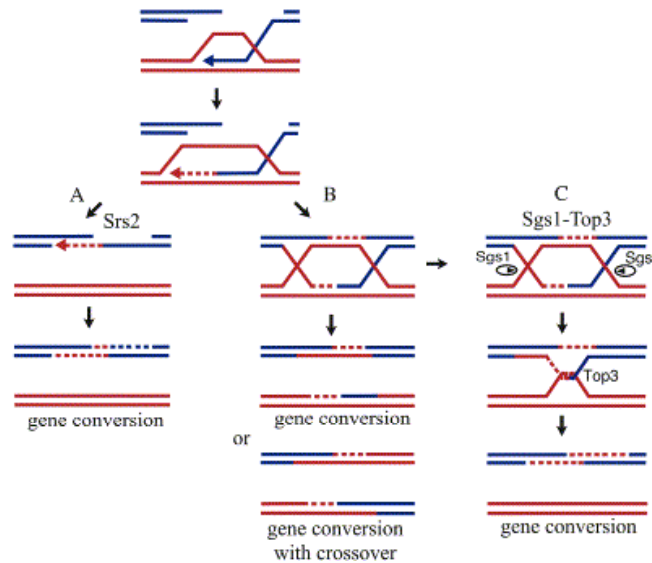 A
B
C
Srs2
Sgs1-Top3
Sgs1
Sgs
Top3
gene conversion
gene conversion
or
gene conversion
with crossover
gene conversion